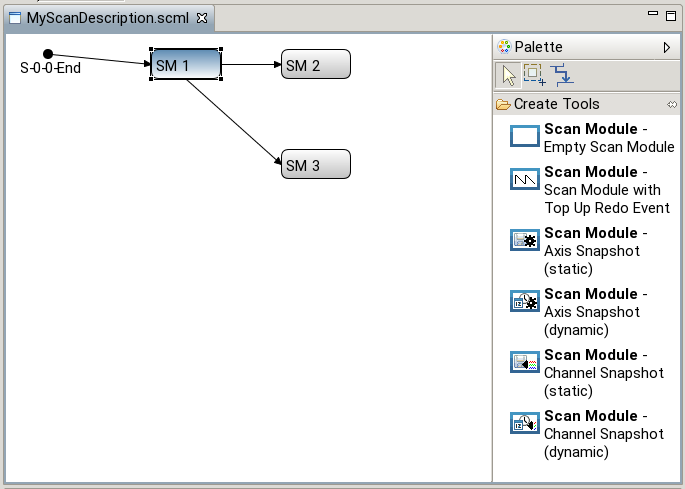 MyScanDescription.scml
S-0-0-End
SM 1
SM 2
SM 3
Palette
Create Tools
Scan Module -
Empty Scan Module
Scan Module -
Scan Module with
Top Up Redo Event
Scan Module -
Axis Snapshot
(static)
Scan Module -
Axis Snapshot
(dynamic)
Scan Module -
Channel Snapshot
(static)
Scan Module -
Channel Snapshot
(dynamic)